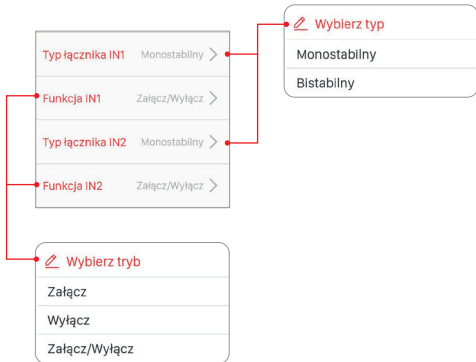 Wybierz typ
Monostabilny
Bistabilny
Typ łącznika IN1 Monostabilny
Funkcja IN1 Załącz/Wyłącz
Typ łącznika IN2 Monostabilny
Funkcja IN2 Załącz/Wyłącz
Wybierz tryb
Załącz
Wyłącz
Załącz/Wyłącz